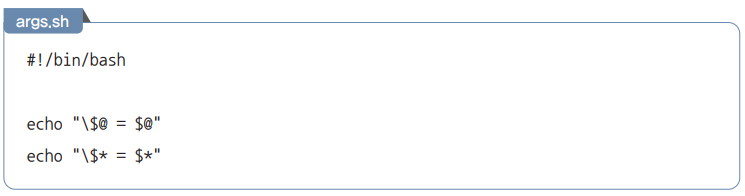 args.sh
#!/bin/bash
echo "\$@ = $@"
echo "\$* = $*"